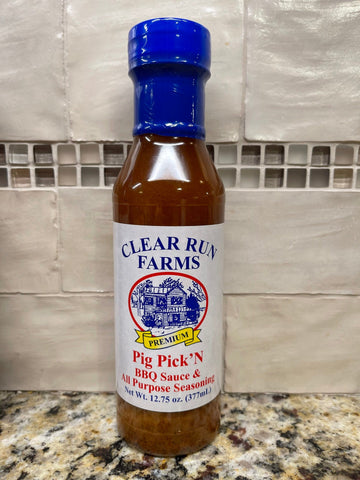 CLEAR RUN
FARMS
PREMIUM
Pig Pick'N
BBQ Sauce &
All Purpose Seasoning
Net Wt. 12.75 oz. (377mL)